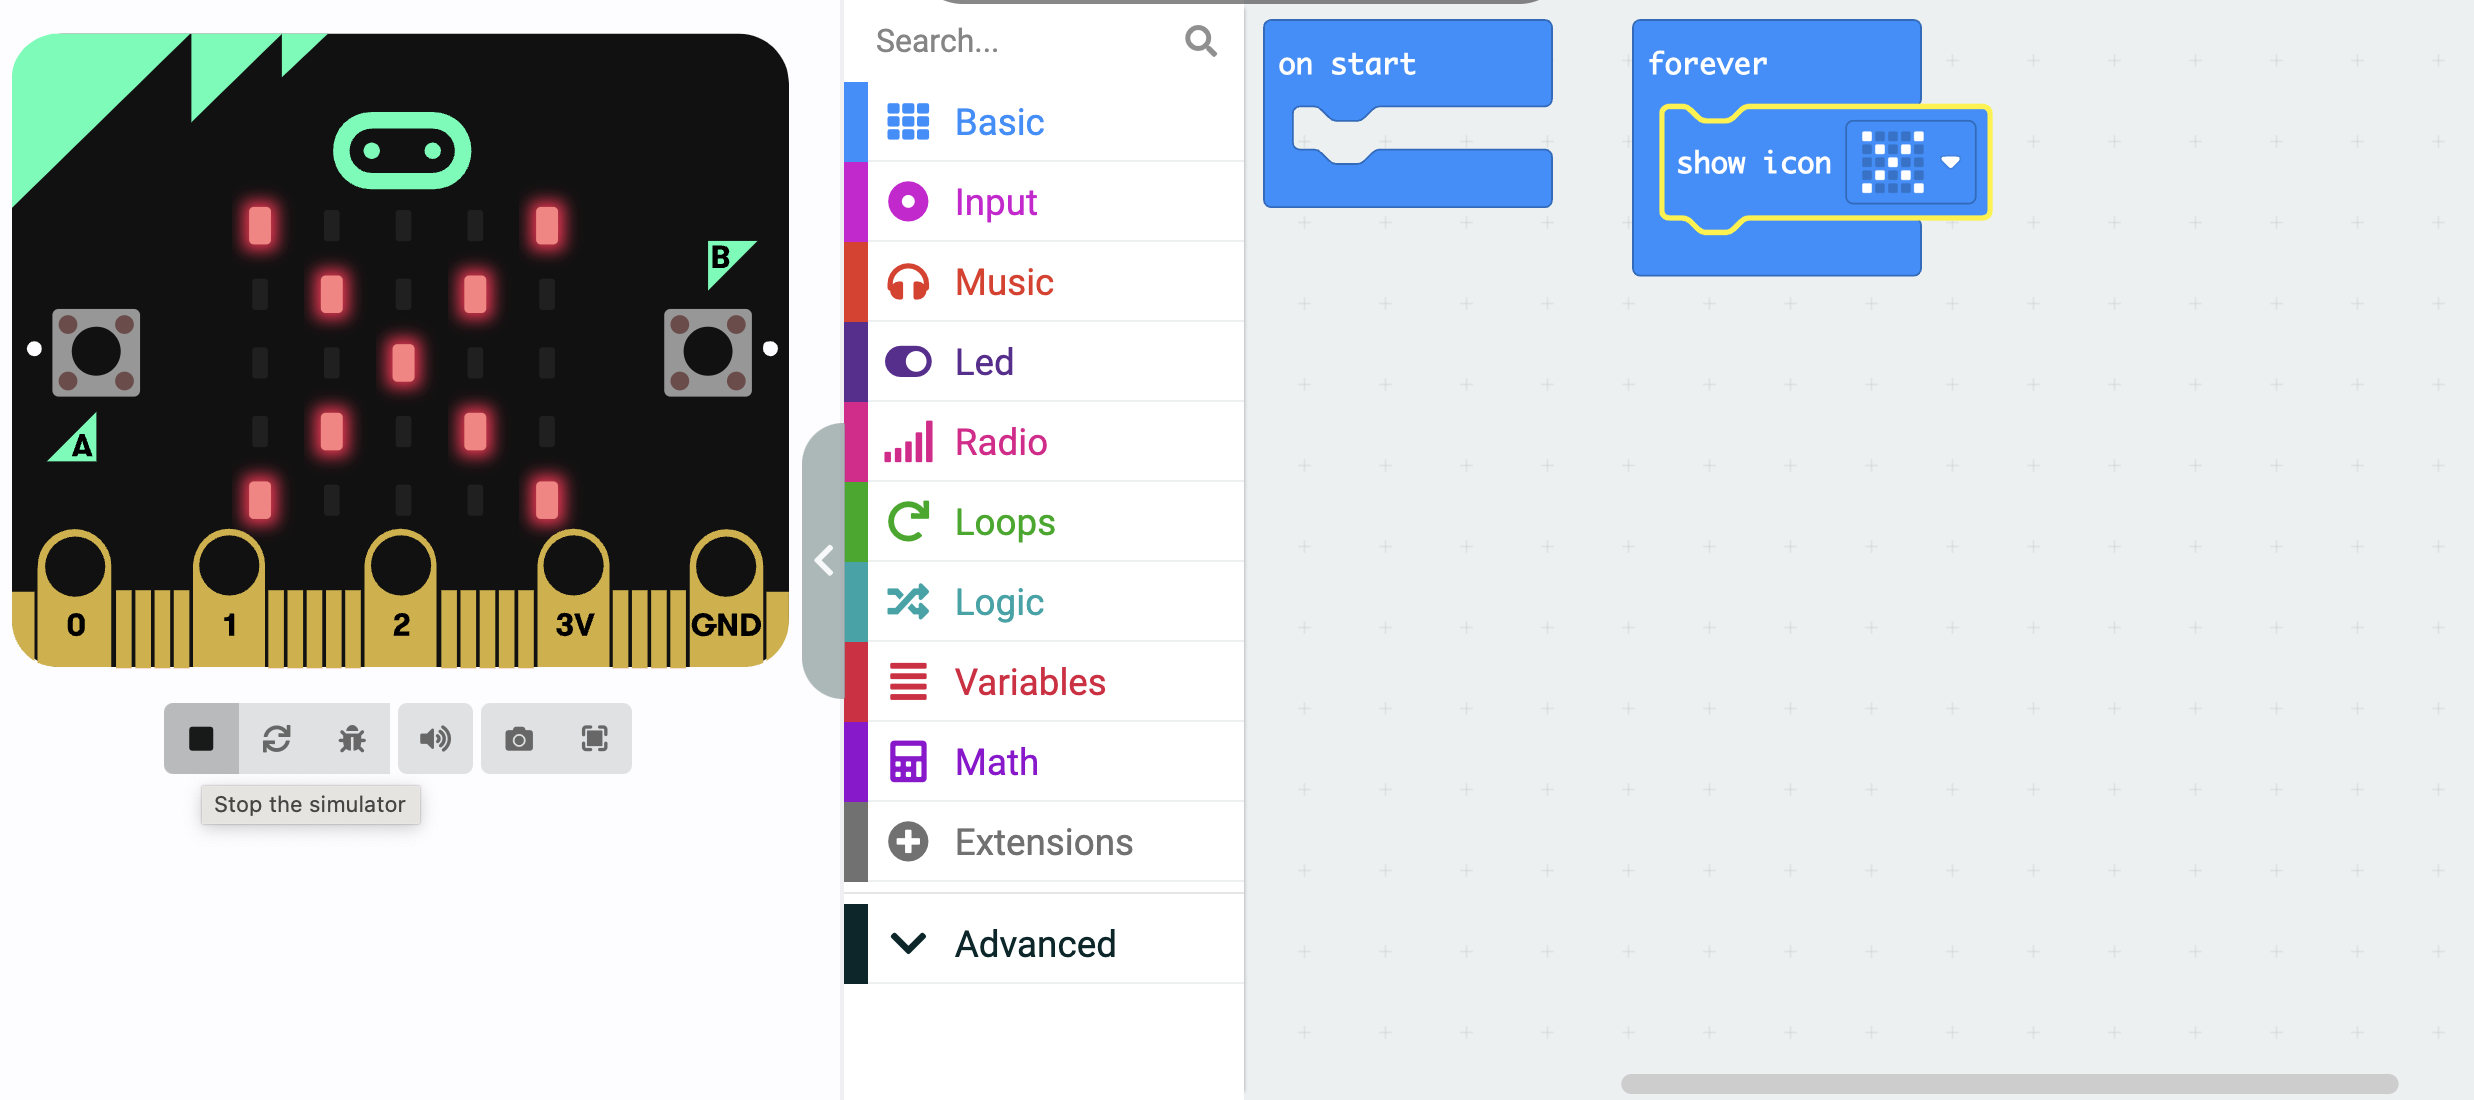 B
A
0
1
2
3V
GND
Stop the simulator
Search...
Basic
Input
Music
Led
Radio
Loops
Logic
Variables
Math
Extensions
Advanced
on start
forever
show icon